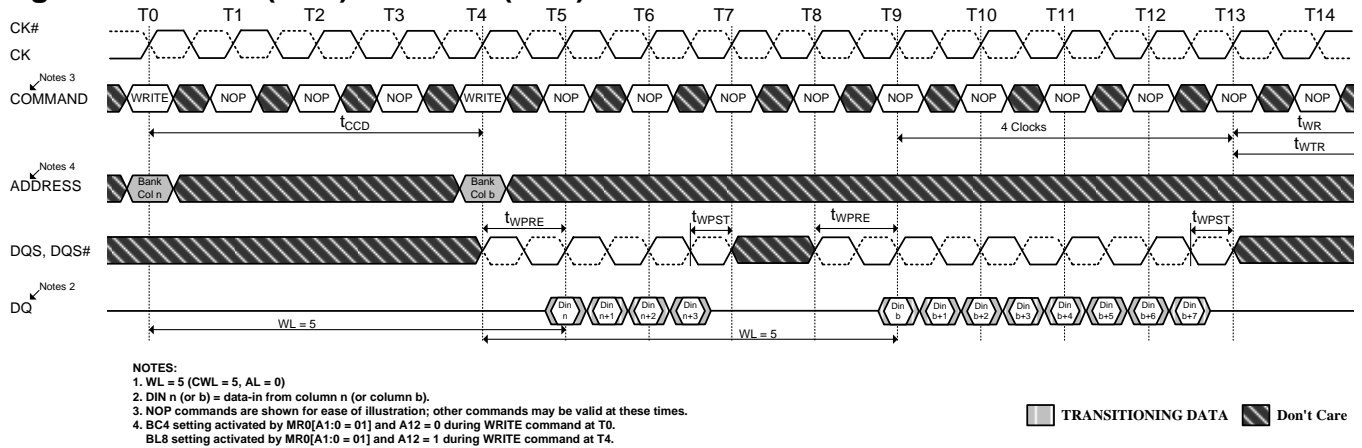 T0 T1 T2 T3 T4 T5 T6 T7 T8 T9 T10 T11 T12 T13 T14
CK#
CK
Notes 3
COMMAND
WRITE NOP NOP NOP WRITE NOP NOP NOP NOP NOP NOP NOP NOP NOP NOP
tCCD
4 Clocks
tWR
tWTR
Notes 4
ADDRESS
Bank Col n
Bank Col b
tWPRE
tWPST
tWPRE
tWPST
DQS, DQS#
Notes 2
DQ
Din n
Din n+1
Din n+2
Din n+3
Din b
Din b+1
Din b+2
Din b+3
Din b+4
Din b+5
Din b+6
Din b+7
WL = 5
WL = 5
NOTES:
1. WL = 5 (CWL = 5, AL = 0)
2. DIN n (or b) = data-in from column n (or column b).
3. NOP commands are shown for ease of illustration; other commands may be valid at these times.
4. BC4 setting activated by MR0[A1:0 = 01] and A12 = 0 during WRITE command at T0.
BL8 setting activated by MR0[A1:0 = 01] and A12 = 1 during WRITE command at T4.
TRANSITIONING DATA
Don't Care